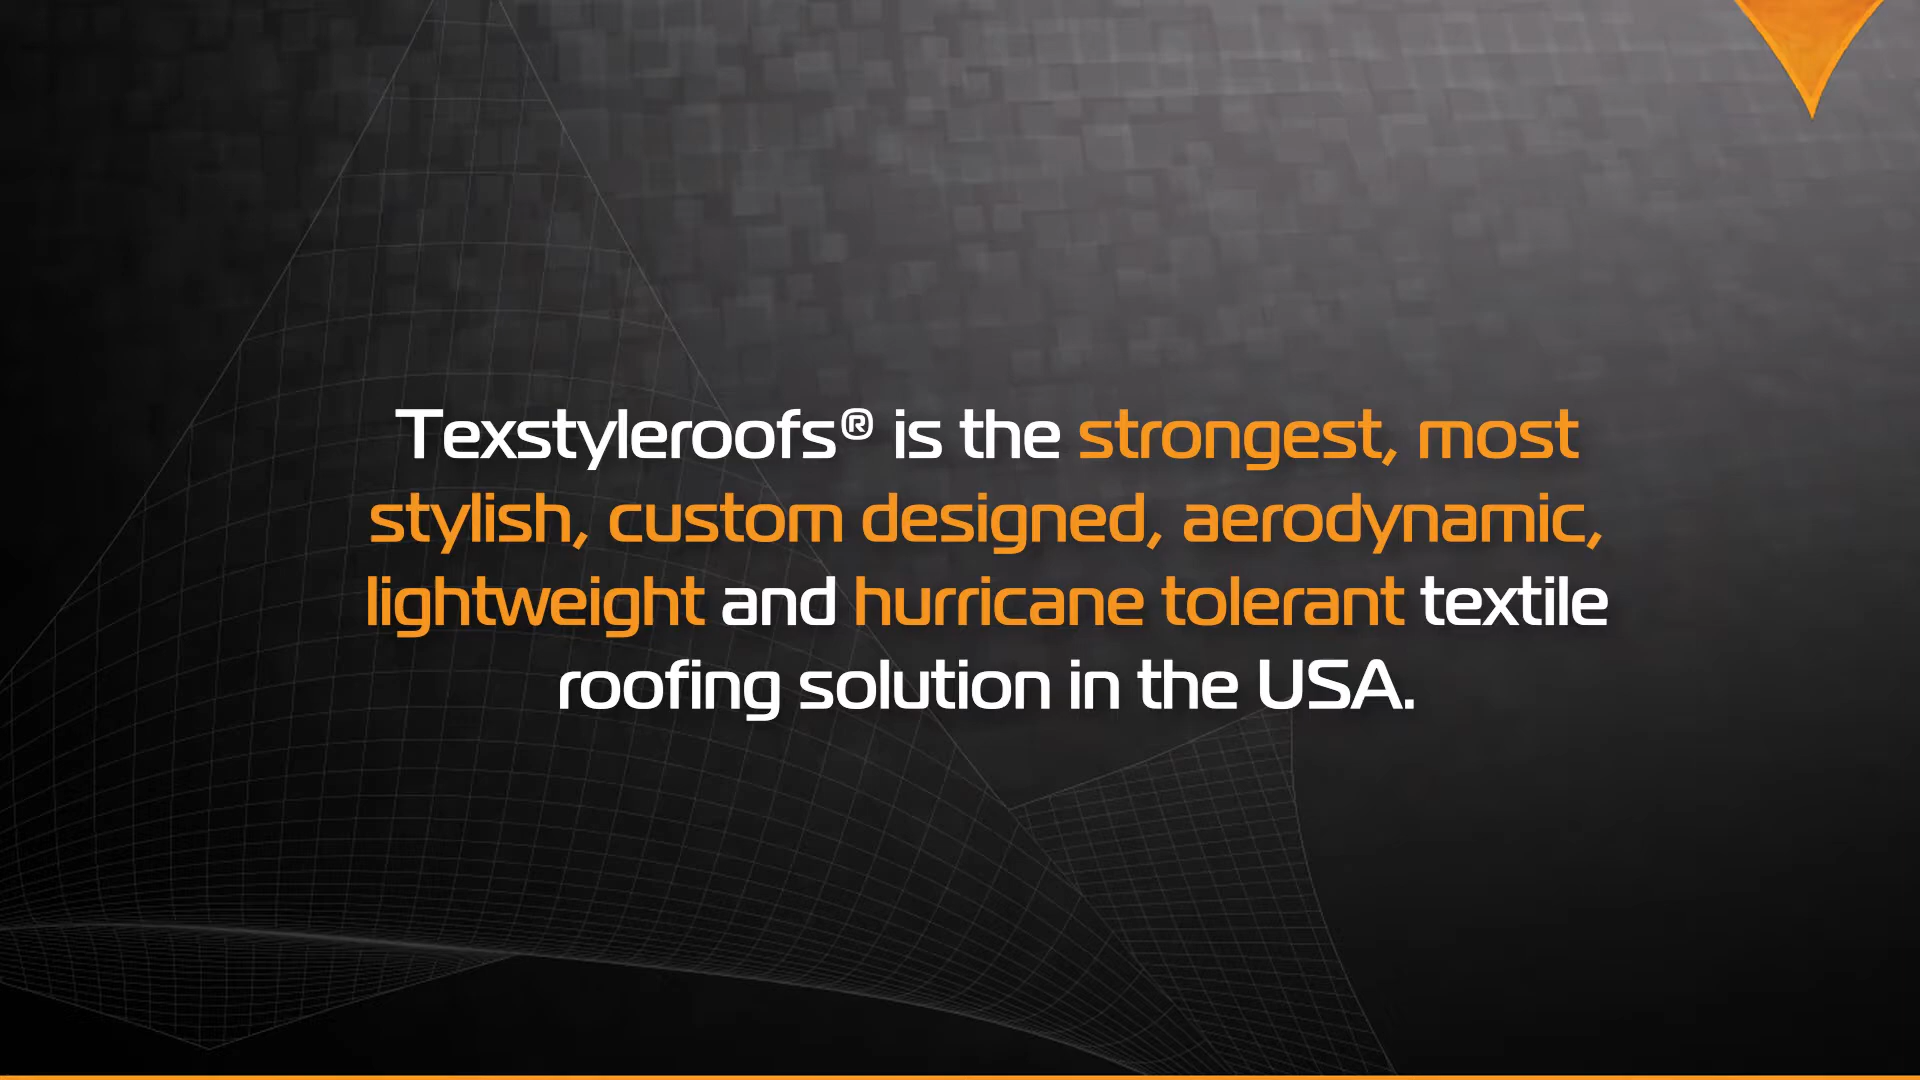 Texstyleroofs® is the strongest, most
stylish, custom designed, aerodynamic,
lightweight and hurricane tolerant textile
roofing solution in the USA.